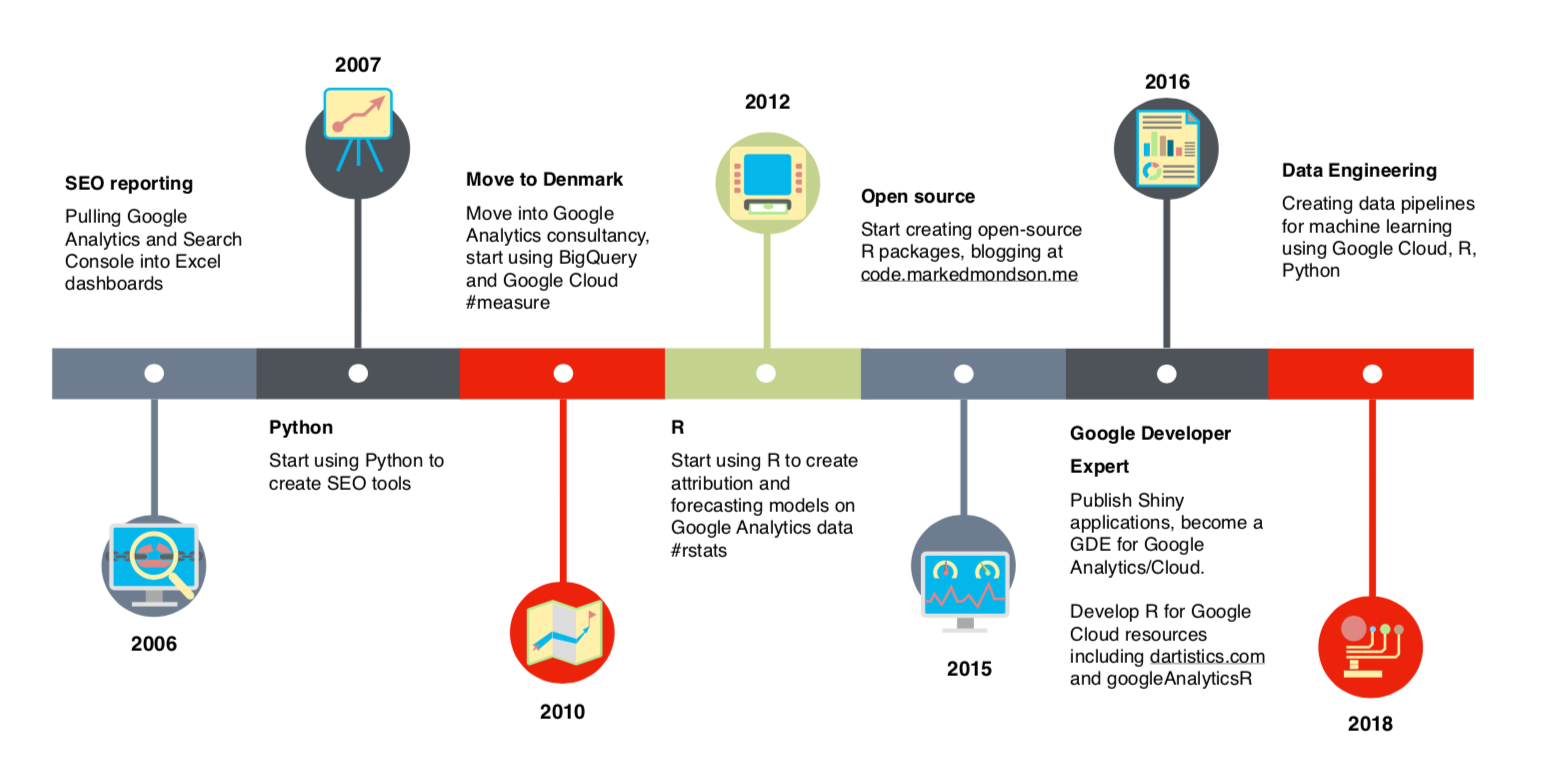 2006
SEO reporting
Pulling Google
Analytics and Search
Console into Excel
dashboards
2007
Python
Start using Python to
create SEO tools
2010
Move to Denmark
Move into Google
Analytics consultancy,
start using BigQuery
and Google Cloud
#measure
2012
R
Start using R to create
attribution and
forecasting models on
Google Analytics data
#rstats
2015
Open source
Start creating open-source
R packages, blogging at
code.markedmondson.me
2016
Google Developer
Expert
Publish Shiny
applications, become a
GDE for Google
Analytics/Cloud.
Develop R for Google
Cloud resources
including dartistics.com
and googleAnalyticsR
2018
Data Engineering
Creating data pipelines
for machine learning
using Google Cloud, R,
Python